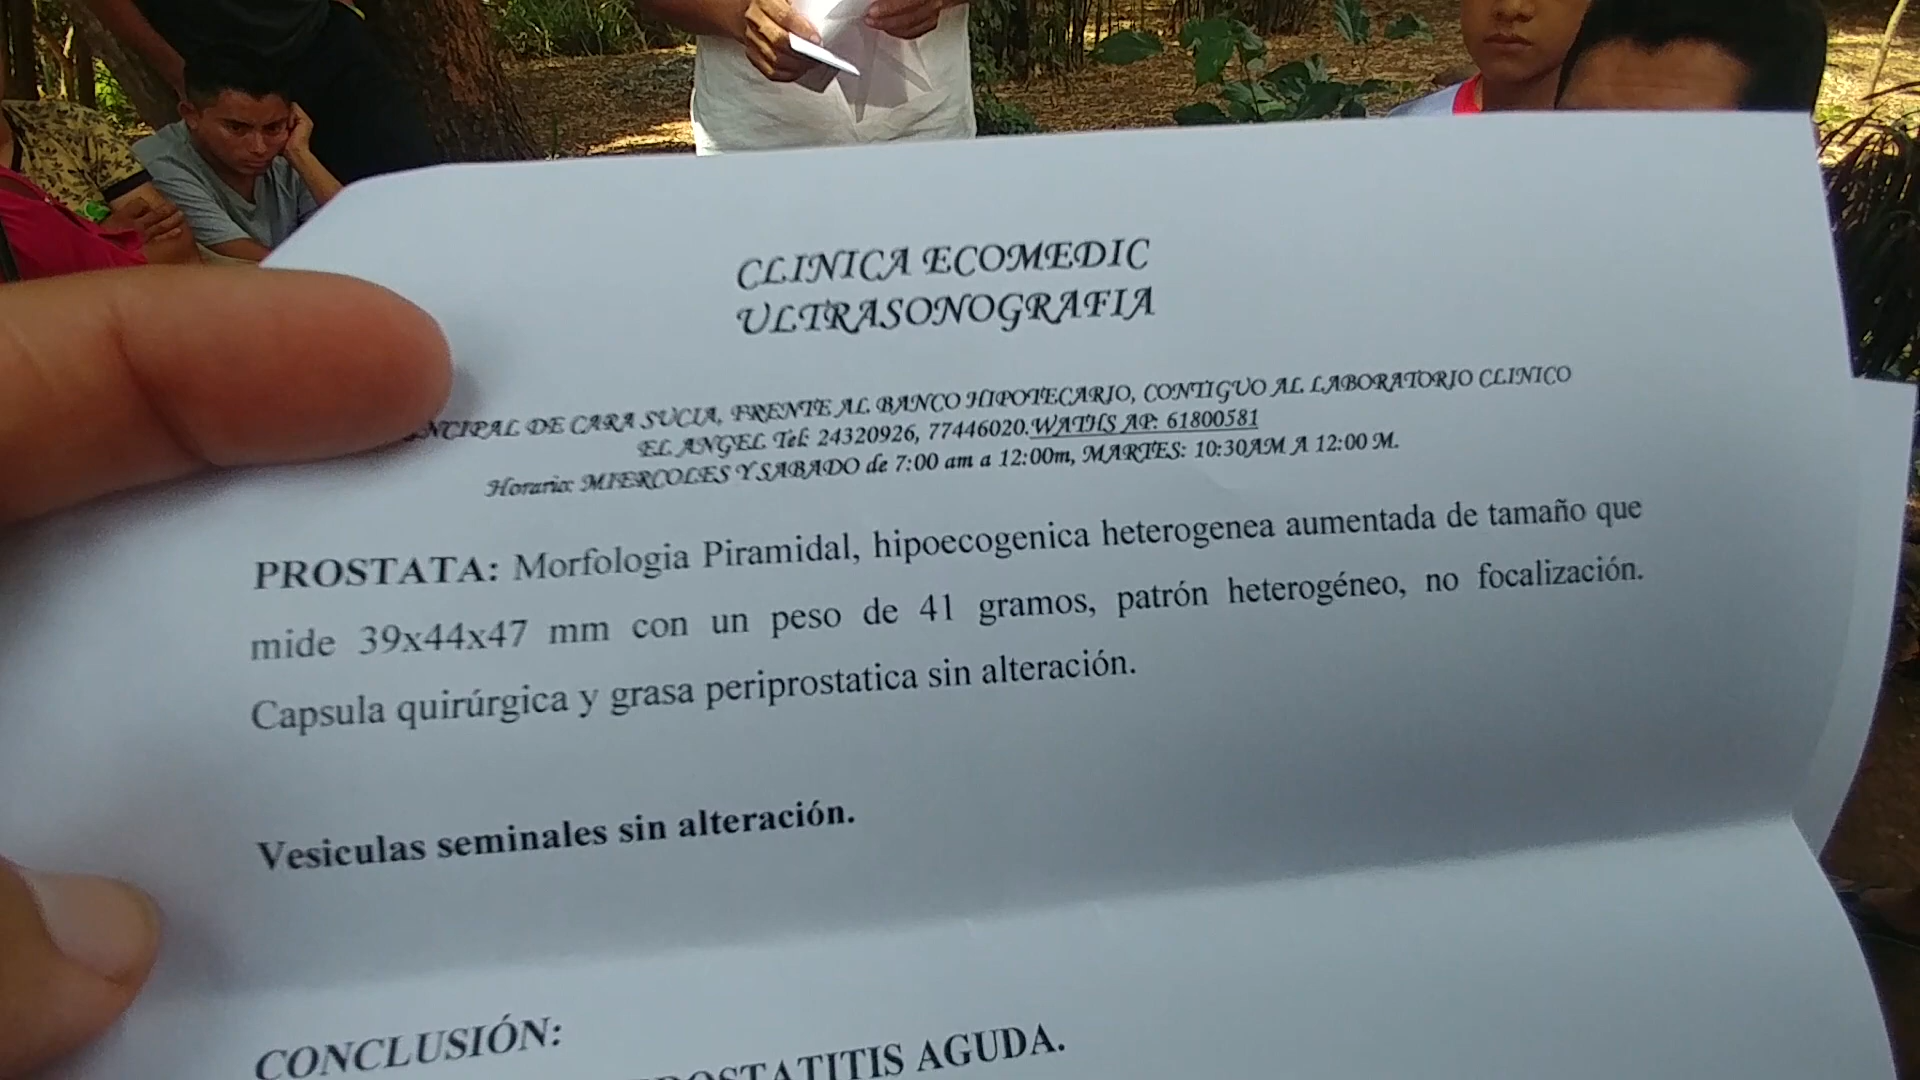 CLINICA ECOMEDIC
ULTRASONOGRAFIA
DE CARA SUCIA, FRENTE AL BANCO HIPOTECARIO, CONTIGUO AL LABORATORIO CLINICO
EL ANGEL Tel: 24320926, 77446020.WATHS AP: 61800581
Horario: MIERCOLES Y SABADO de 7:00 am a 12:00m, MARTES: 10:30AM A 12:00 M.
PROSTATA: Morfologia Piramidal, hipoecogenica heterogenea aumentada de tamaño que
mide 39x44x47 mm con un peso de 41 gramos, patrón heterogéneo, no focalización.
Capsula quirúrgica y grasa periprostatica sin alteración.
Vesiculas seminales sin alteración.
CONCLUSIÓN:
AGUDA.